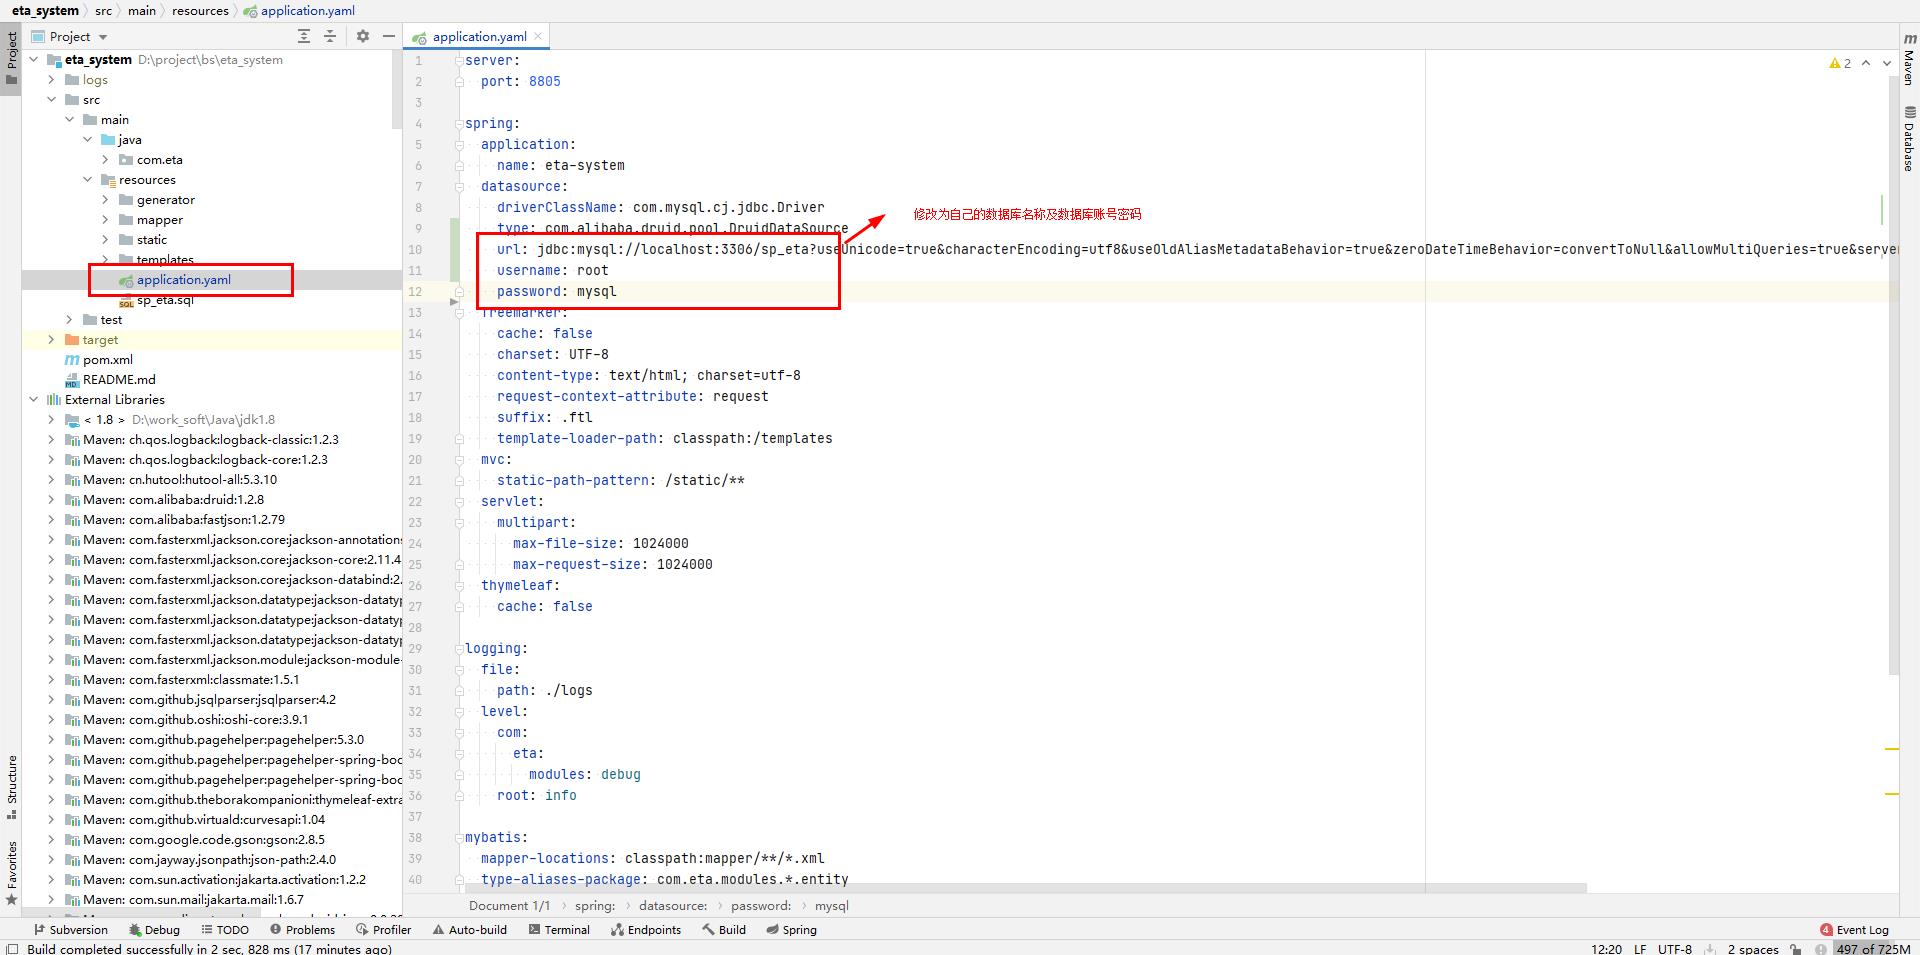 eta_system src main resources application.yaml
Project
application.yaml
eta_system D:\project\bs\eta_system
logs
src
main
java
com.eta
resources
generator
mapper
static
templates
application.yaml
sp_eta.sql
test
target
pom.xml
README.md
External Libraries
< 1.8 > D:\work_soft\Java\jdk1.8
Maven: ch.qos.logback:logback-classic:1.2.3
Maven: ch.qos.logback:logback-core:1.2.3
Maven: cn.hutool:hutool-all:5.3.10
Maven: com.alibaba:druid:1.2.8
Maven: com.alibaba:fastjson:1.2.79
Maven: com.fasterxml.jackson.core:jackson-annotations
Maven: com.fasterxml.jackson.core:jackson-core:2.11.4
Maven: com.fasterxml.jackson.core:jackson-databind:2.
Maven: com.fasterxml.jackson.datatype:jackson-datatyp
Maven: com.fasterxml.jackson.datatype:jackson-datatyp
Maven: com.fasterxml.jackson.datatype:jackson-datatyp
Maven: com.fasterxml.jackson.module:jackson-module-
Maven: com.fasterxml:classmate:1.5.1
Maven: com.github.jsqlparser:jsqlparser:4.2
Maven: com.github.oshi:oshi-core:3.9.1
Maven: com.github.pagehelper:pagehelper:5.3.0
Maven: com.github.pagehelper:pagehelper-spring-boo
Maven: com.github.pagehelper:pagehelper-spring-boo
Maven: com.github.theborakompanioni:thymeleaf-extra
Maven: com.github.virtuald:curvesapi:1.04
Maven: com.google.code.gson:gson:2.8.5
Maven: com.jayway.jsonpath:json-path:2.4.0
Maven: com.sun.activation:jakarta.activation:1.2.2
Maven: com.sun.mail:jakarta.mail:1.6.7
1 server:
2 port: 8805
3
4 spring:
5 application:
6 name: eta-system
7 datasource:
8 driverClassName: com.mysql.cj.jdbc.Driver
9 type: com.alibaba.druid.pool.DruidDataSource
10 url: jdbc:mysql://localhost:3306/sp_eta?useUnicode=true&characterEncoding=utf8&useOldAliasMetadataBehavior=true&zeroDateTimeBehavior=convertToNull&allowMultiQueries=true&server
11 username: root
12 password: mysql
13 freemarker:
14 cache: false
15 charset: UTF-8
16 content-type: text/html; charset=utf-8
17 request-context-attribute: request
18 suffix: .ftl
19 template-loader-path: classpath:/templates
20 mvc:
21 static-path-pattern: /static/**
22 servlet:
23 multipart:
24 max-file-size: 1024000
25 max-request-size: 1024000
26 thymeleaf:
27 cache: false
28
29 logging:
30 file:
31 path: ./logs
32 level:
33 com:
34 eta:
35 modules: debug
36 root: info
37
38 mybatis:
39 mapper-locations: classpath:mapper/**/*.xml
40 type-aliases-package: com.eta.modules.*.entity
修改为自己的数据库名称及数据库账号密码
2
Document 1/1 spring: datasource: password: mysql
Project
Structure
Favorites
m Maven
Database
Subversion Debug TODO Problems Profiler Auto-build Terminal Endpoints Build Spring 4 Event Log
Build completed successfully in 2 sec, 828 ms (17 minutes ago) 12:20 LF UTF-8 2 spaces 497 of 725M